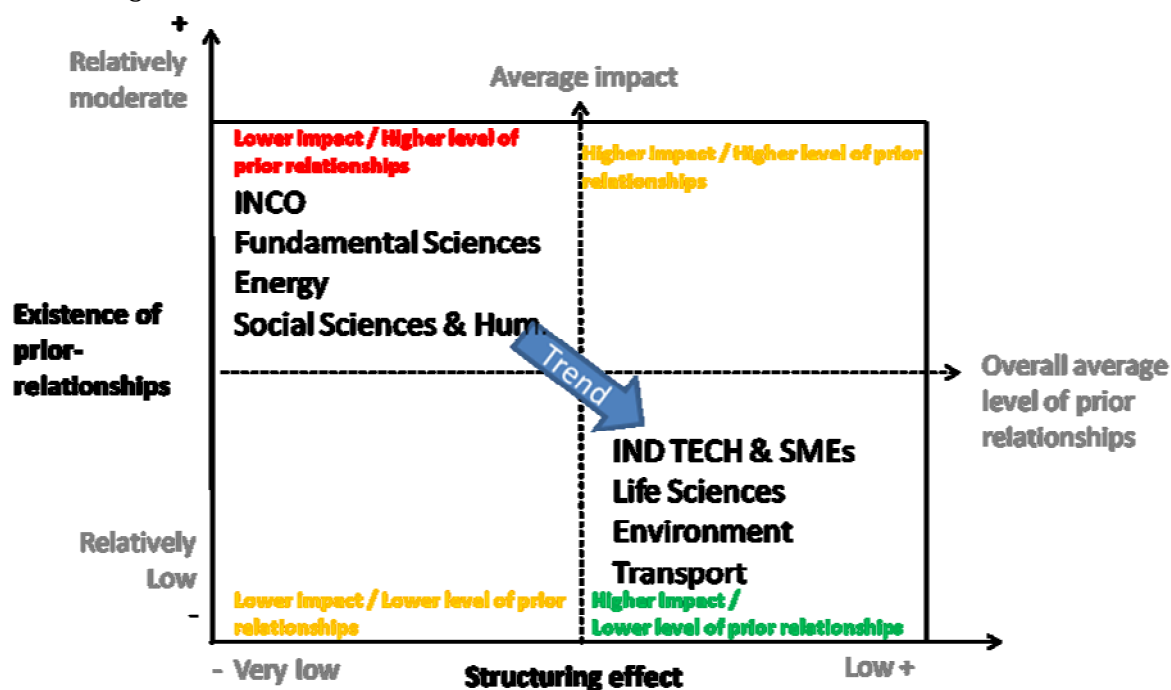 +
Relatively
moderate
Average impact
Lower impact / Higher level of
prior relationships
Higher impact / Higher level of prior
relationships
INCO
Fundamental Sciences
Energy
Social Sciences & Hum.
Existence of
prior-
relationships
Trend
Overall average
level of prior
relationships
IND TECH & SMEs
Life Sciences
Environment
Transport
Relatively
Low
-
Lower impact / Lower level of prior
relationships
Higher impact /
Lower level of prior relationships
- Very low
Structuring effect
Low +